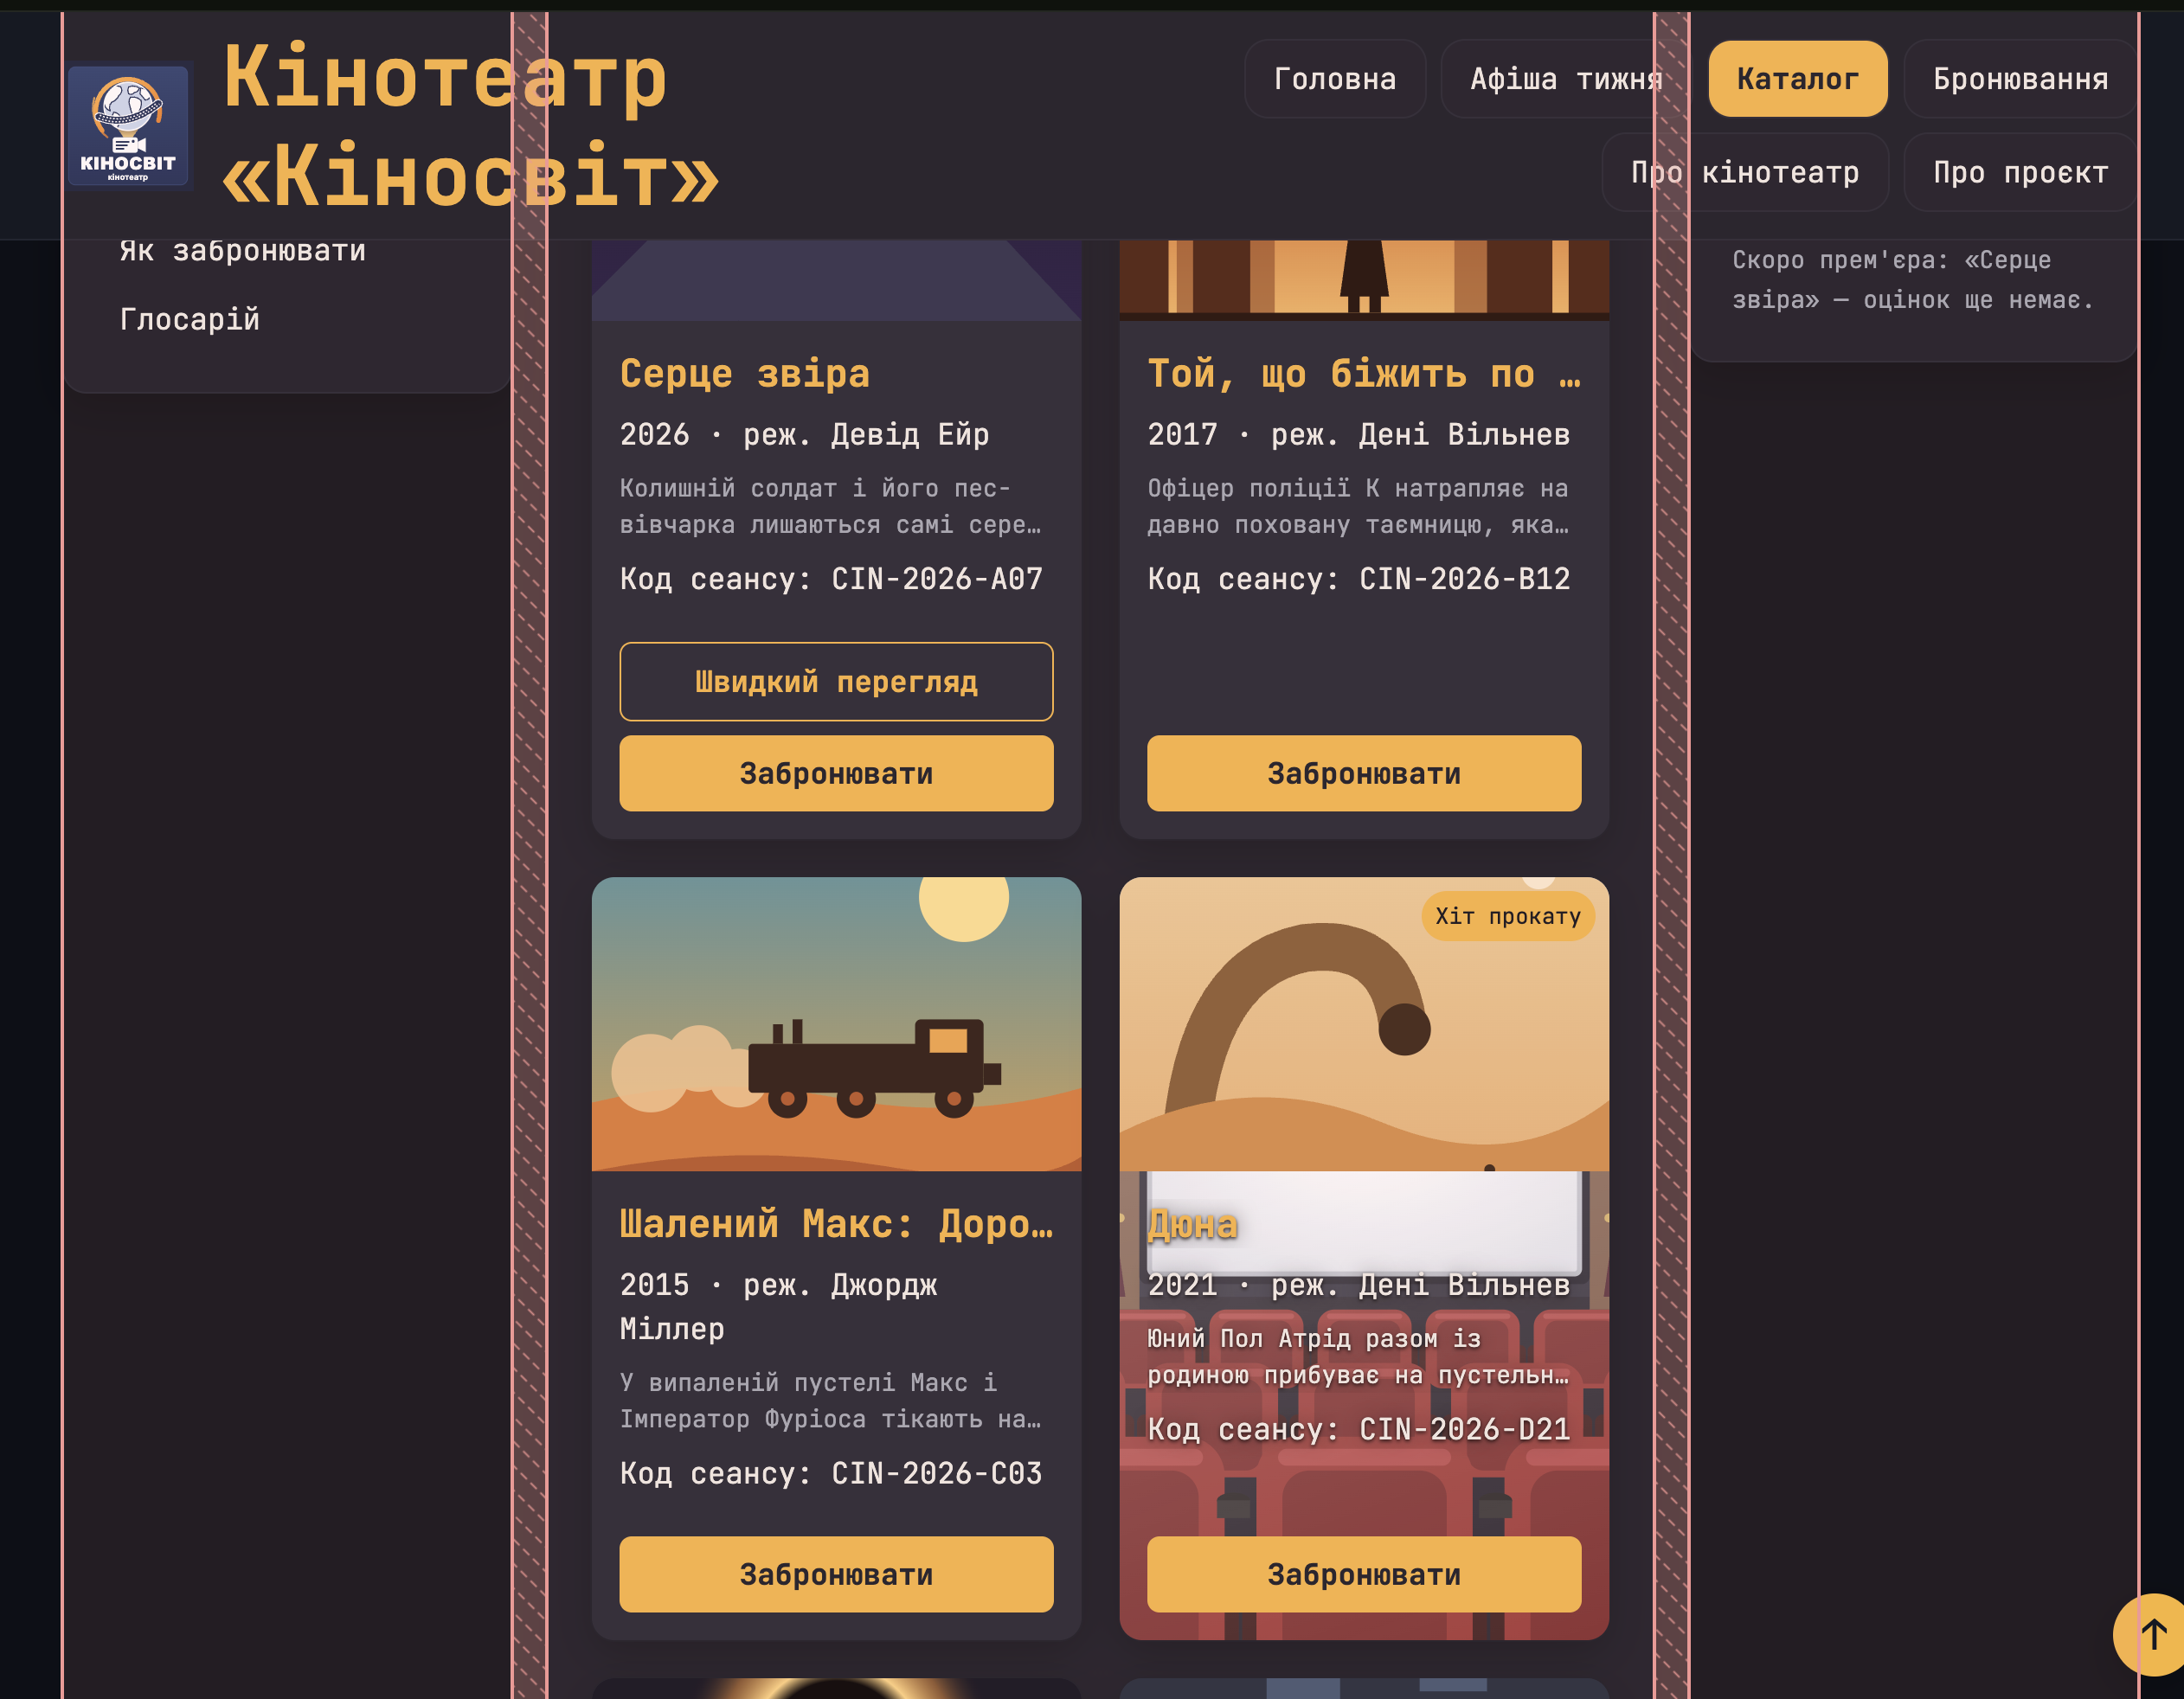 КІНОСВІТ
кінотеатр
Кінотеатр
«Кіносвіт»
Головна
Афіша тижня
Каталог
Бронювання
Про кінотеатр
Про проєкт
Як забронювати
Глосарій
Скоро прем'єра: «Серце
звіра» — оцінок ще немає.
Серце звіра
2026 · реж. Девід Ейр
Колишній солдат і його пес-
вівчарка лишаються самі сере…
Код сеансу: CIN-2026-A07
Швидкий перегляд
Забронювати
Той, що біжить по …
2017 · реж. Дені Вільнев
Офіцер поліції К натрапляє на
давно поховану таємницю, яка…
Код сеансу: CIN-2026-B12
Забронювати
Шалений Макс: Доро…
2015 · реж. Джордж
Міллер
У випаленій пустелі Макс і
Імператор Фуріоса тікають на…
Код сеансу: CIN-2026-C03
Забронювати
Хіт прокату
Дюна
2021 · реж. Дені Вільнев
Юний Пол Атрід разом із
родиною прибуває на пустельн…
Код сеансу: CIN-2026-D21
Забронювати